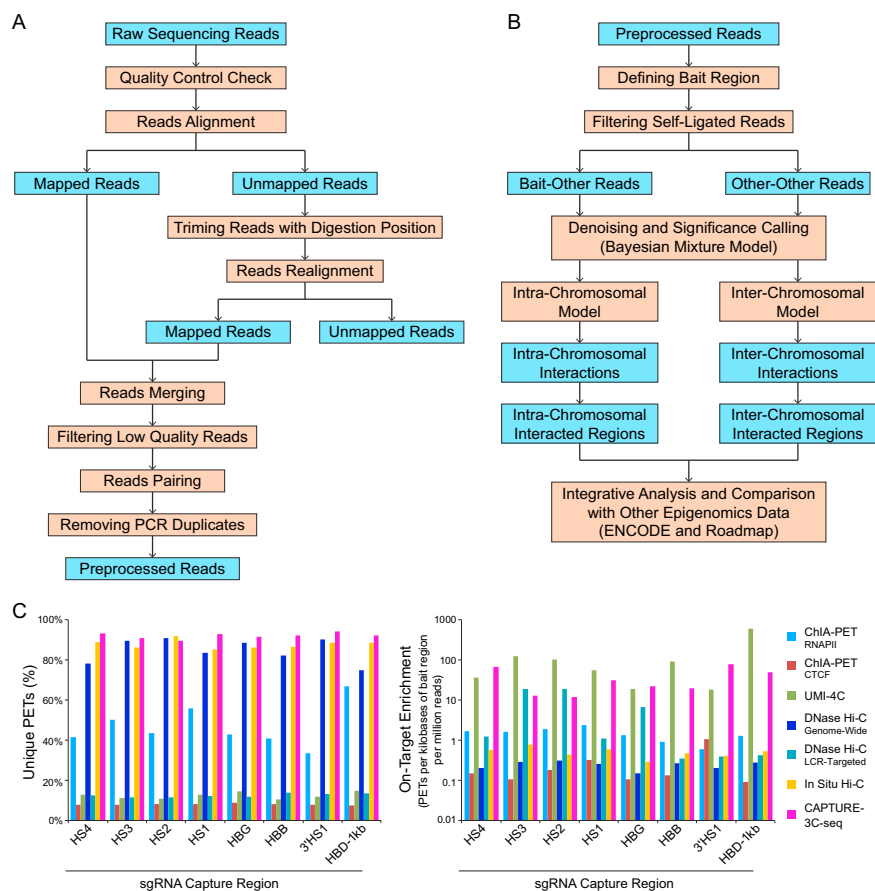 A
Raw Sequencing Reads
Quality Control Check
Reads Alignment
Mapped Reads
Unmapped Reads
Triming Reads with Digestion Position
Reads Realignment
Mapped Reads
Unmapped Reads
Reads Merging
Filtering Low Quality Reads
Reads Pairing
Removing PCR Duplicates
Preprocessed Reads
B
Preprocessed Reads
Defining Bait Region
Filtering Self-Ligated Reads
Bait-Other Reads
Other-Other Reads
Denoising and Significance Calling
(Bayesian Mixture Model)
Intra-Chromosomal
Model
Inter-Chromosomal
Model
Intra-Chromosomal
Interactions
Inter-Chromosomal
Interactions
Intra-Chromosomal
Interacted Regions
Inter-Chromosomal
Interacted Regions
Integrative Analysis and Comparison
with Other Epigenomics Data
(ENCODE and Roadmap)
C
Unique PETs (%)
100%
80%
60%
40%
20%
0%
HS4
HS3
HS2
HS1
HBG
HBB
3'HS1
HBD-1kb
sgRNA Capture Region
On-Target Enrichment
(PETs per kilobases of bait region
per million reads)
1000
100
10
1
0.1
0.01
HS4
HS3
HS2
HS1
HBG
HBB
3'HS1
HBD-1kb
sgRNA Capture Region
ChIA-PET
RNAPII
ChIA-PET
CTCF
UMI-4C
DNase Hi-C
Genome-Wide
DNase Hi-C
LCR-Targeted
In Situ Hi-C
CAPTURE-
3C-seq